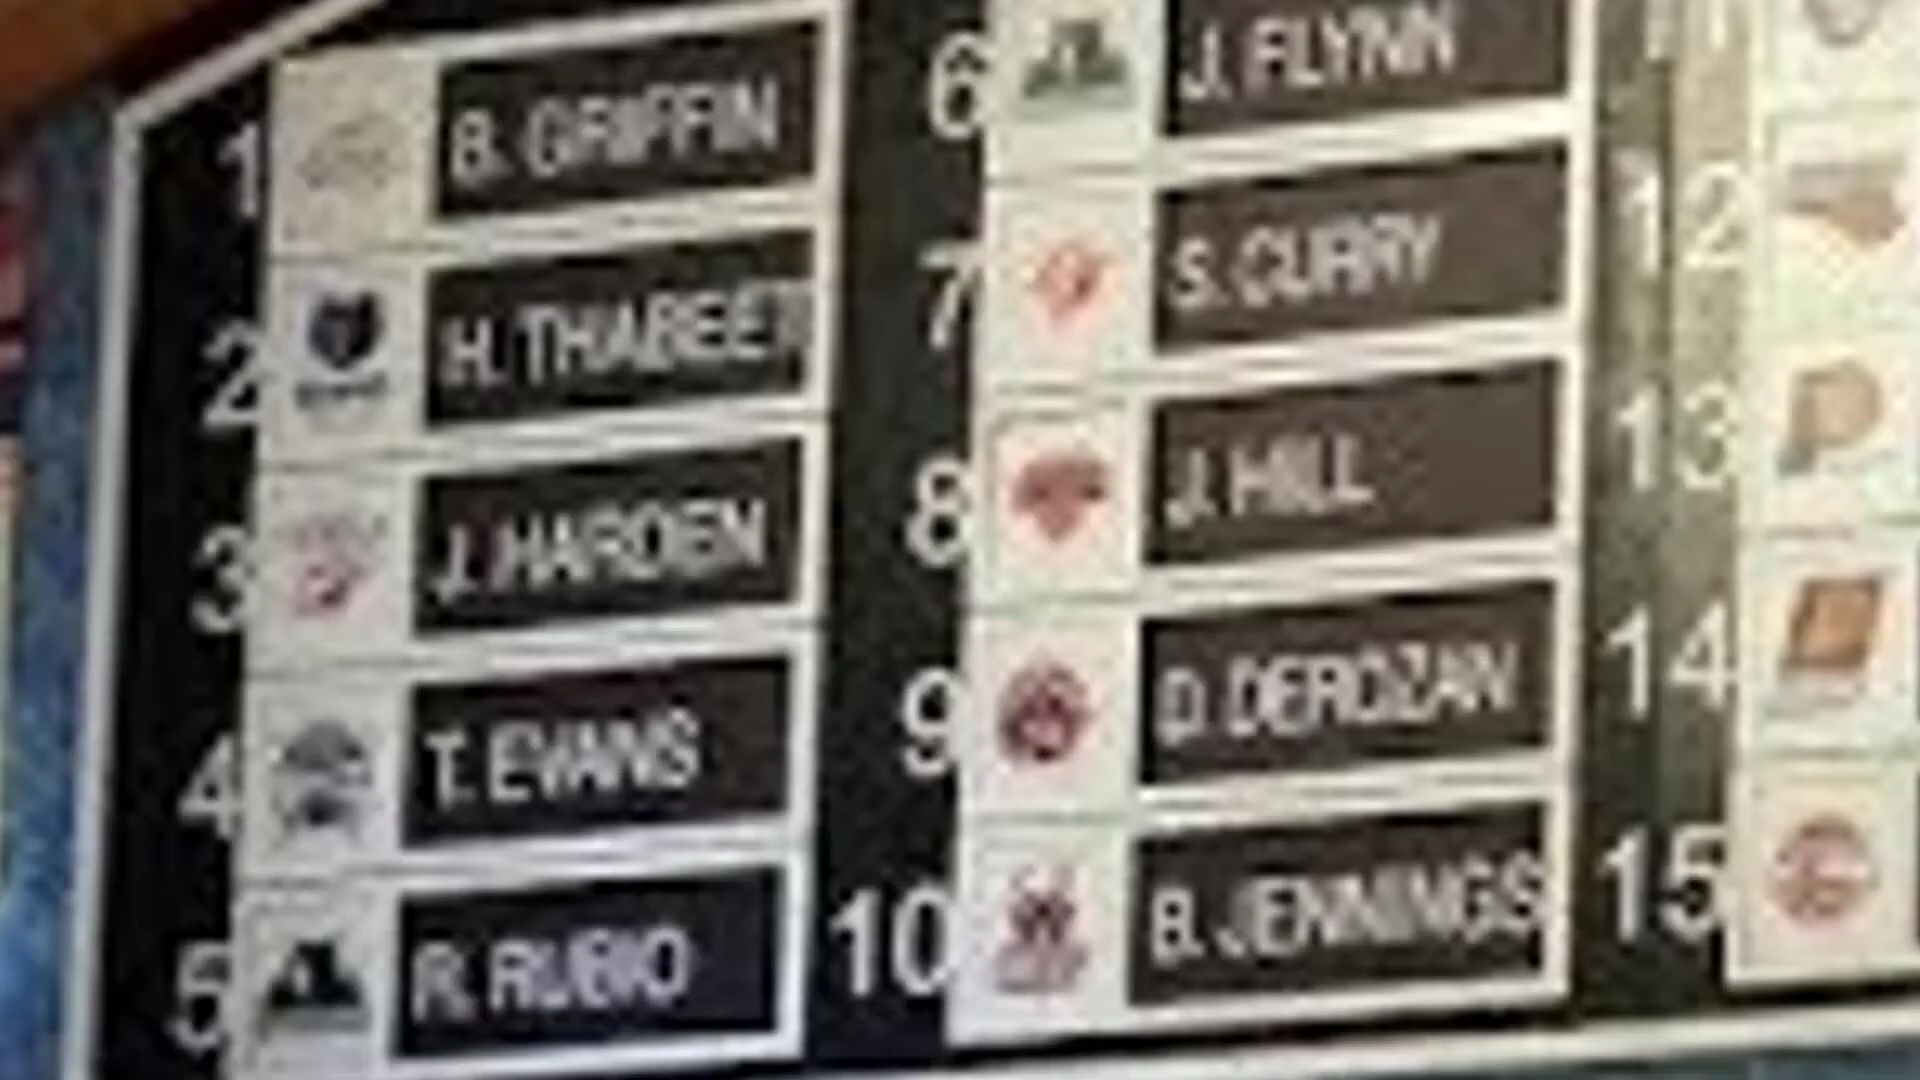 1 B. GRIFFIN
2 H. THABEET
3 J. HARDEN
4 T. EVANS
5 R. RUBIO
6 J. FLYNN
7 S. CURRY
8 J. HILL
9 D. DEROZAN
10 B. JENNINGS
11
12
13
14
15